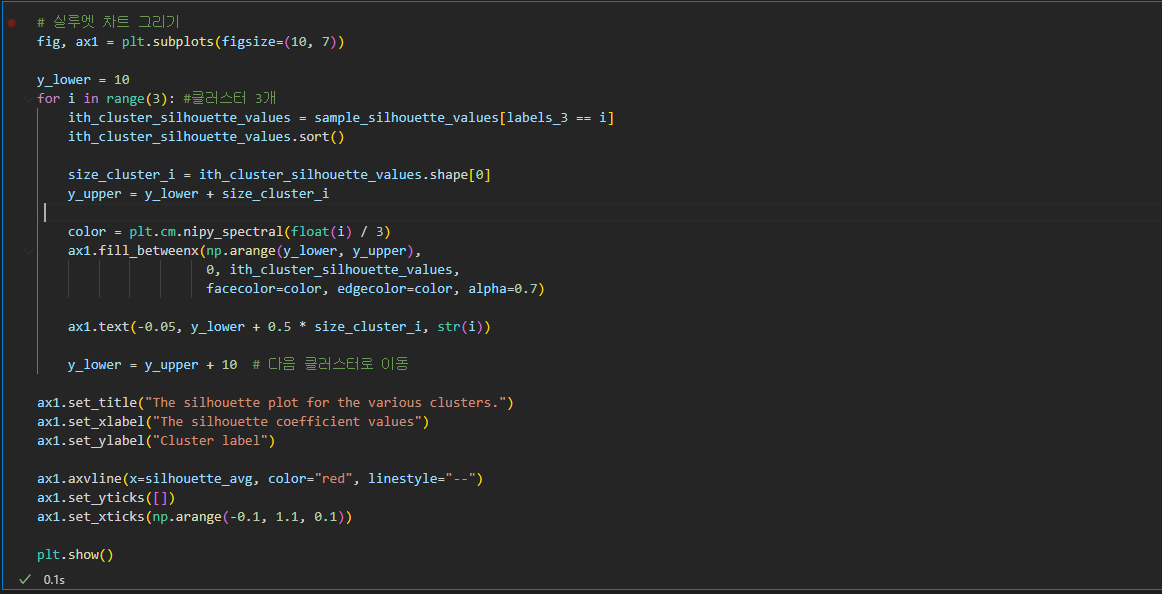 # 실루엣 차트 그리기
fig, ax1 = plt.subplots(figsize=(10, 7))
y_lower = 10
for i in range(3): #클러스터 3개
ith_cluster_silhouette_values = sample_silhouette_values[labels_3 == i]
ith_cluster_silhouette_values.sort()
size_cluster_i = ith_cluster_silhouette_values.shape[0]
y_upper = y_lower + size_cluster_i
color = plt.cm.nipy_spectral(float(i) / 3)
ax1.fill_betweenx(np.arange(y_lower, y_upper),
0, ith_cluster_silhouette_values,
facecolor=color, edgecolor=color, alpha=0.7)
ax1.text(-0.05, y_lower + 0.5 * size_cluster_i, str(i))
y_lower = y_upper + 10  # 다음 클러스터로 이동
ax1.set_title("The silhouette plot for the various clusters.")
ax1.set_xlabel("The silhouette coefficient values")
ax1.set_ylabel("Cluster label")
ax1.axvline(x=silhouette_avg, color="red", linestyle="--")
ax1.set_yticks([])
ax1.set_xticks(np.arange(-0.1, 1.1, 0.1))
plt.show()
0.1s